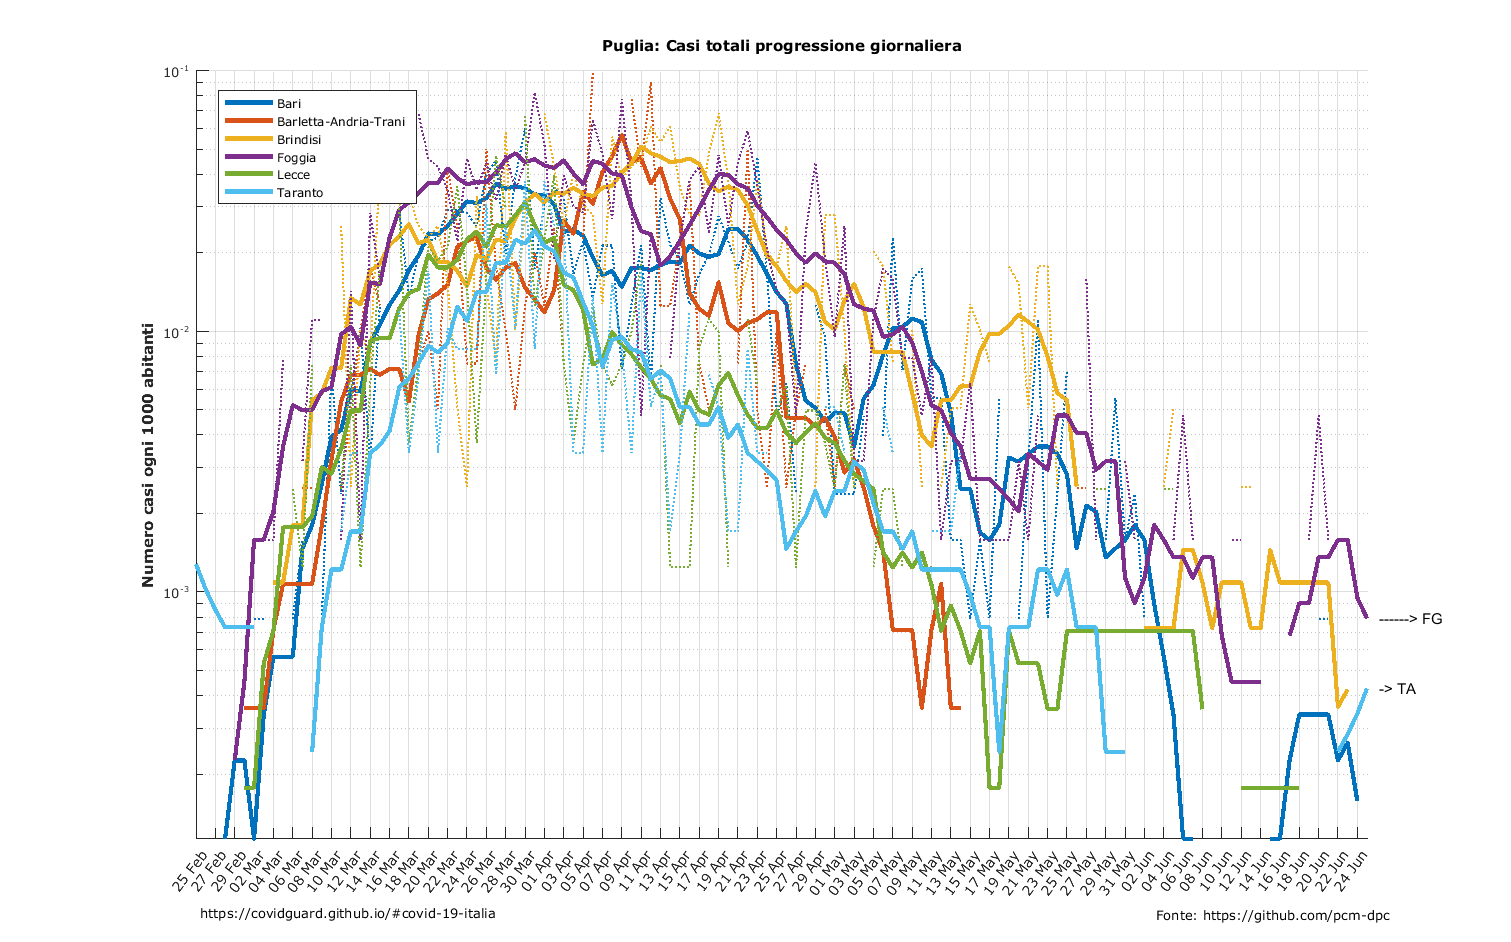 Puglia: Casi totali progressione giornaliera
10-1
Bari
Barletta-Andria-Trani
Brindisi
Foggia
Lecce
Taranto
Numero casi ogni 1000 abitanti
10-2
10-3
------> FG
-> TA
25 Feb
27 Feb
29 Feb
02 Mar
04 Mar
06 Mar
08 Mar
10 Mar
12 Mar
14 Mar
16 Mar
18 Mar
20 Mar
22 Mar
24 Mar
26 Mar
28 Mar
30 Mar
01 Apr
03 Apr
05 Apr
07 Apr
09 Apr
11 Apr
13 Apr
15 Apr
17 Apr
19 Apr
21 Apr
23 Apr
25 Apr
27 Apr
29 Apr
01 May
03 May
05 May
07 May
09 May
11 May
13 May
15 May
17 May
19 May
21 May
23 May
25 May
27 May
29 May
31 May
02 Jun
04 Jun
06 Jun
08 Jun
10 Jun
12 Jun
14 Jun
16 Jun
18 Jun
20 Jun
22 Jun
24 Jun
https://covidguard.github.io/#covid-19-italia
Fonte: https://github.com/pcm-dpc